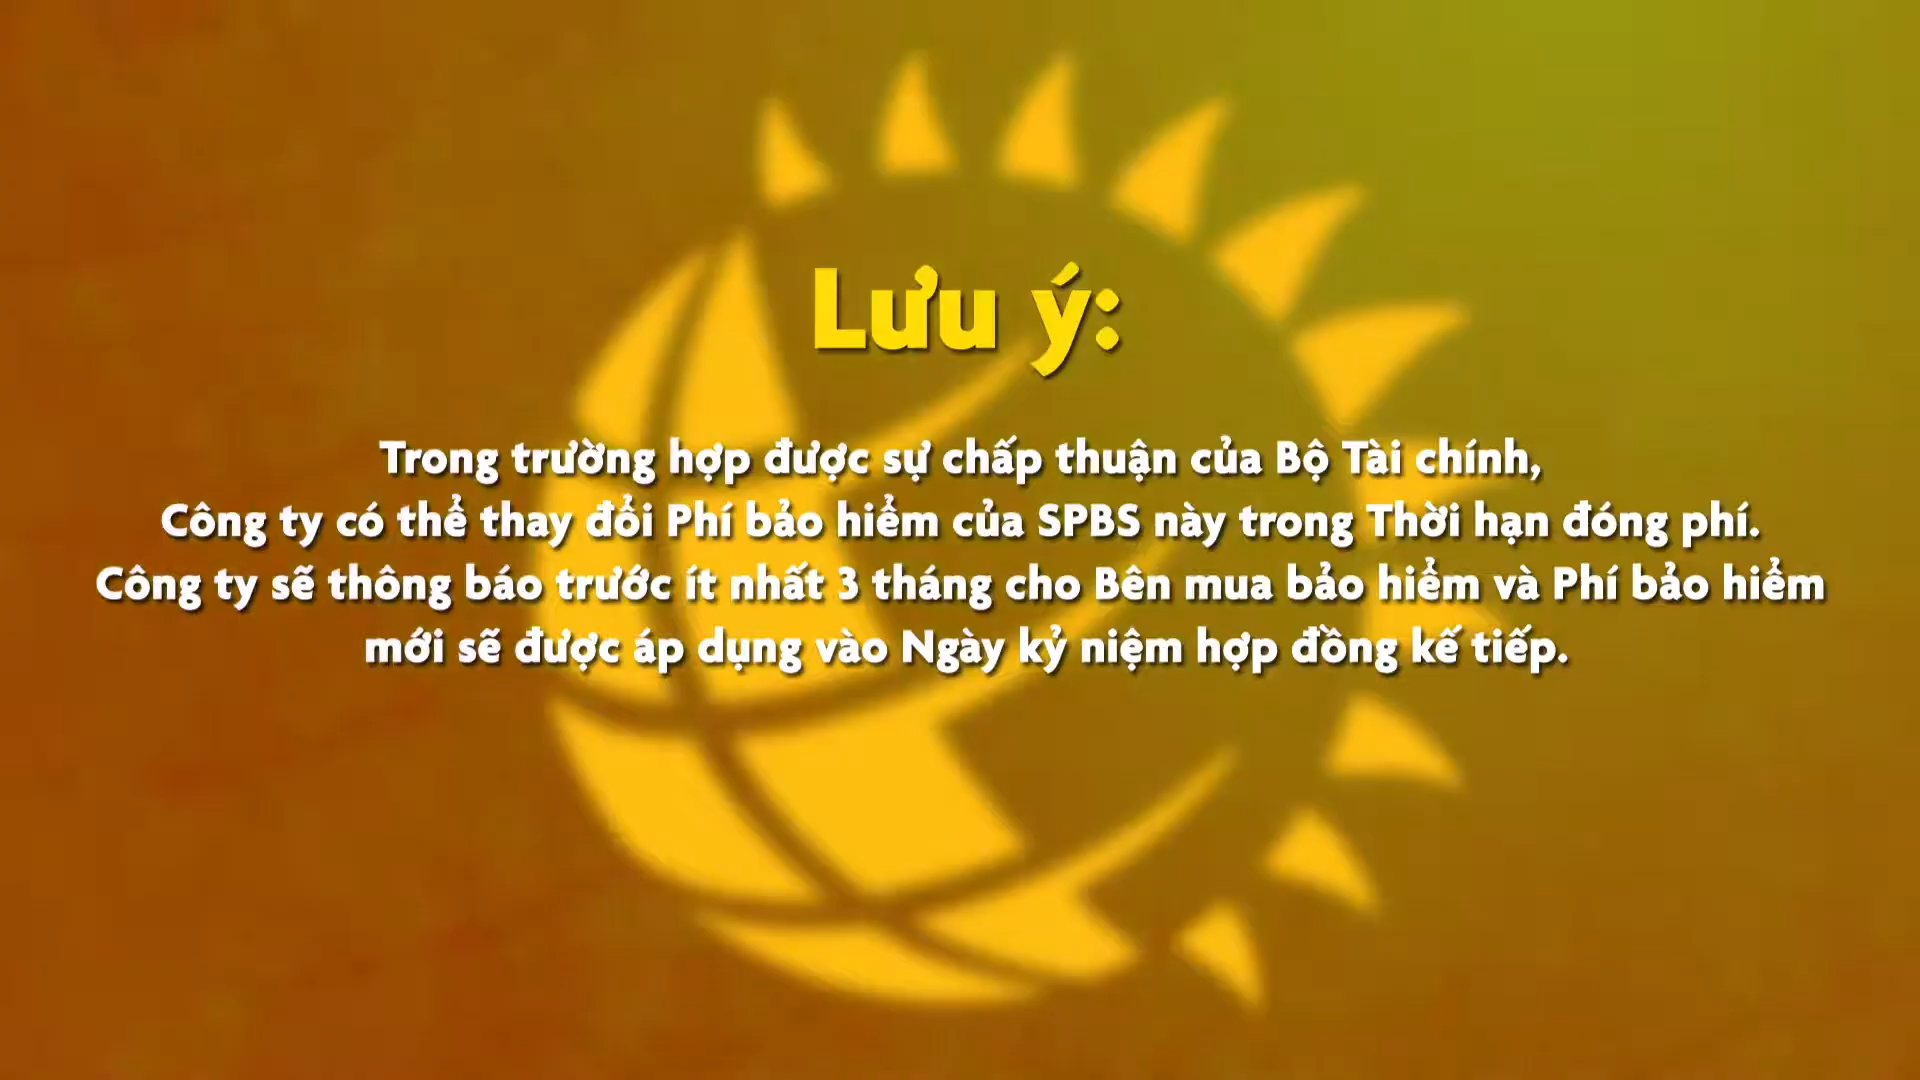 Lưu ý:
Trong trường hợp được sự chấp thuận của Bộ Tài chính,
Công ty có thể thay đổi Phí bảo hiểm của SPBS này trong Thời hạn đóng phí.
Công ty sẽ thông báo trước ít nhất 3 tháng cho Bên mua bảo hiểm và Phí bảo hiểm
mới sẽ được áp dụng vào Ngày kỷ niệm hợp đồng kế tiếp.